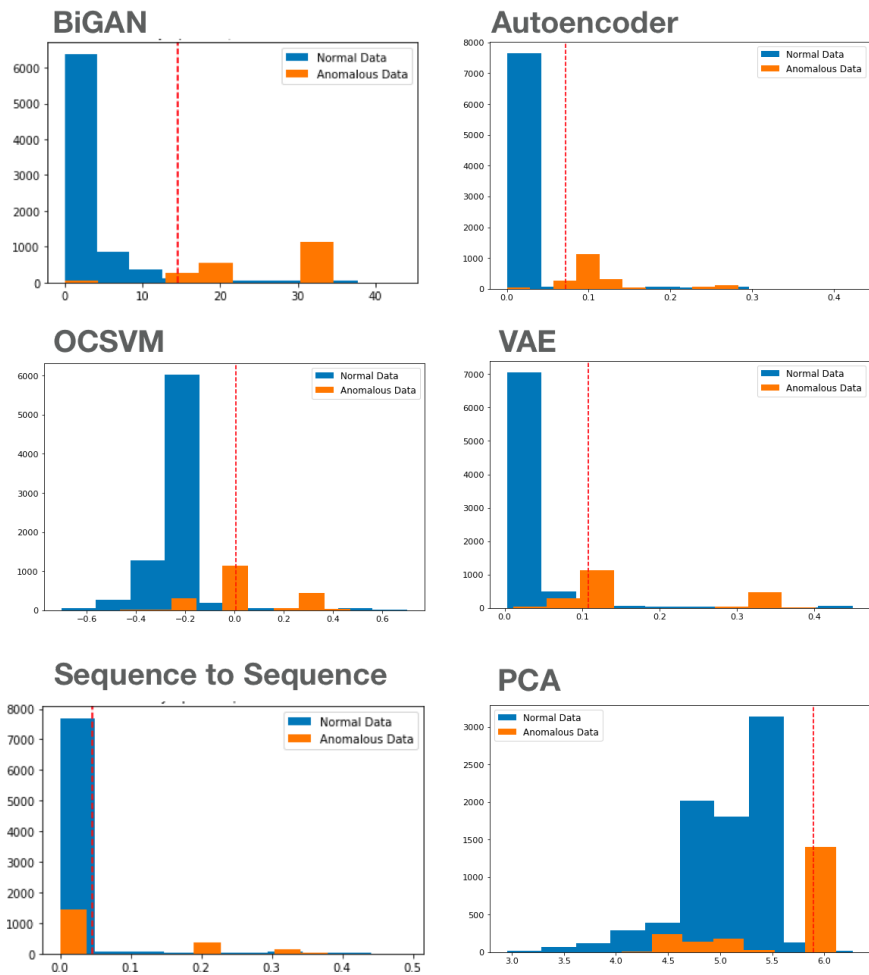 BiGAN
Normal Data
Anomalous Data
6000
5000
4000
3000
2000
1000
0
0 10 20 30 40
Autoencoder
Normal Data
Anomalous Data
8000
7000
6000
5000
4000
3000
2000
1000
0
0.0 0.1 0.2 0.3 0.4
OCSVM
Normal Data
Anomalous Data
6000
5000
4000
3000
2000
1000
0
−0.6 −0.4 −0.2 0.0 0.2 0.4 0.6
VAE
Normal Data
Anomalous Data
7000
6000
5000
4000
3000
2000
1000
0
0.0 0.1 0.2 0.3 0.4
Sequence to Sequence
Normal Data
Anomalous Data
8000
7000
6000
5000
4000
3000
2000
1000
0
0.0 0.1 0.2 0.3 0.4 0.5
PCA
Normal Data
Anomalous Data
3000
2500
2000
1500
1000
500
0
3.0 3.5 4.0 4.5 5.0 5.5 6.0